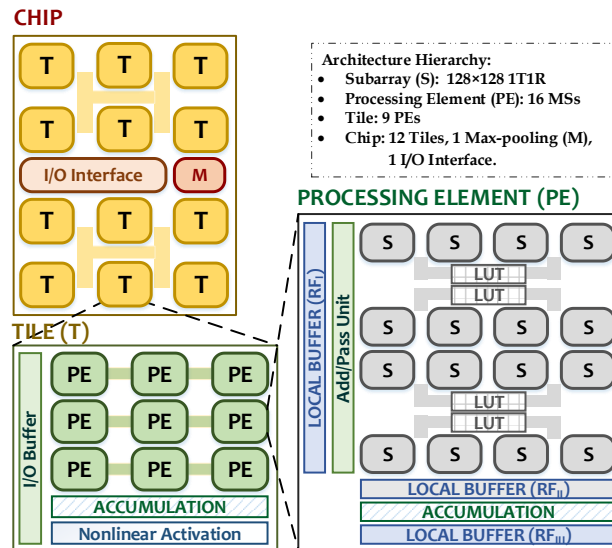 CHIP
T T T
T T T
I/O Interface M
T T T
T T T
Architecture Hierarchy:
• Subarray (S): 128×128 1T1R
• Processing Element (PE): 16 MSs
• Tile: 9 PEs
• Chip: 12 Tiles, 1 Max-pooling (M),
1 I/O Interface.
TILE (T)
I/O Buffer
PE PE PE
PE PE PE
PE PE PE
ACCUMULATION
Nonlinear Activation
PROCESSING ELEMENT (PE)
LOCAL BUFFER (RF_I)
Add/Pass Unit
S S S S
LUT
LUT
S S S S
S S S S
LUT
LUT
S S S S
LOCAL BUFFER (RF_II)
ACCUMULATION
LOCAL BUFFER (RF_III)